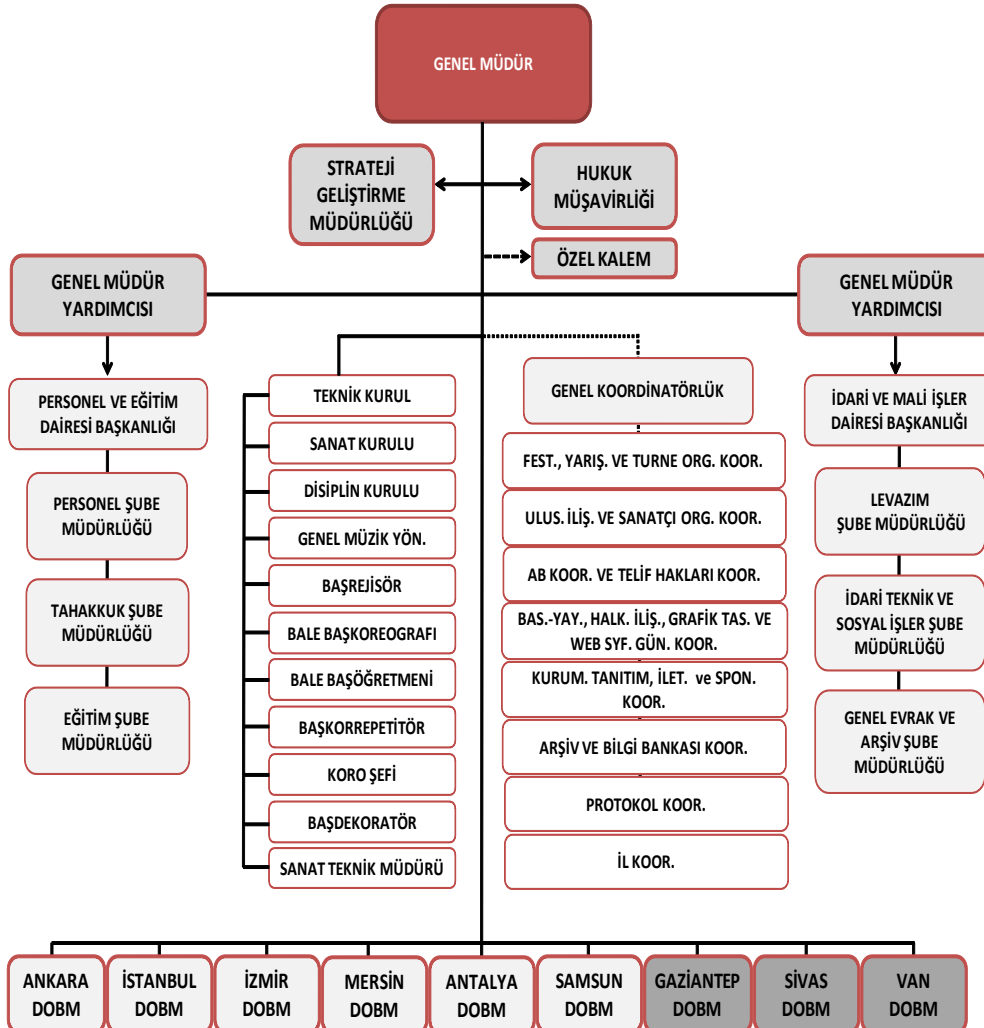 GENEL MÜDÜR
STRATEJİ
GELİŞTİRME
MÜDÜRLÜĞÜ
HUKUK
MÜŞAVİRLİĞİ
ÖZEL KALEM
GENEL MÜDÜR
YARDIMCISI
GENEL MÜDÜR
YARDIMCISI
PERSONEL VE EĞİTİM
DAİRESİ BAŞKANLIĞI
PERSONEL ŞUBE
MÜDÜRLÜĞÜ
TAHAKKUK ŞUBE
MÜDÜRLÜĞÜ
EĞİTİM ŞUBE
MÜDÜRLÜĞÜ
TEKNİK KURUL
SANAT KURULU
DISİPLİN KURULU
GENEL MÜZİK YÖN.
BAŞREJİSÖR
BALE BAŞKOREOGRAFI
BALE BAŞÖĞRETMENİ
BAŞKORREPETİTÖR
KORO ŞEFİ
BAŞDEKORATÖR
SANAT TEKNİK MÜDÜRÜ
GENEL KOORDİNATÖRLÜK
FEST., YARIŞ. VE TURNE ORG. KOOR.
ULUS. İLİŞ. VE SANATÇI ORG. KOOR.
AB KOOR. VE TELİF HAKLARI KOOR.
BAS.-YAY., HALK. İLİŞ., GRAFİK TAS. VE
WEB SYF. GÜN. KOOR.
KURUM. TANITIM, İLET. ve SPON.
KOOR.
ARŞİV VE BİLGİ BANKASI KOOR.
PROTOKOL KOOR.
İL KOOR.
İDARİ VE MALİ İŞLER
DAİRESİ BAŞKANLIĞI
LEVAZIM
ŞUBE MÜDÜRLÜĞÜ
İDARİ TEKNİK VE
SOSYAL İŞLER ŞUBE
MÜDÜRLÜĞÜ
GENEL EVRAK VE
ARŞİV ŞUBE
MÜDÜRLÜĞÜ
ANKARA
DOBM
İSTANBUL
DOBM
İZMİR
DOBM
MERSİN
DOBM
ANTALYA
DOBM
SAMSUN
DOBM
GAZİANTEP
DOBM
SİVAS
DOBM
VAN
DOBM